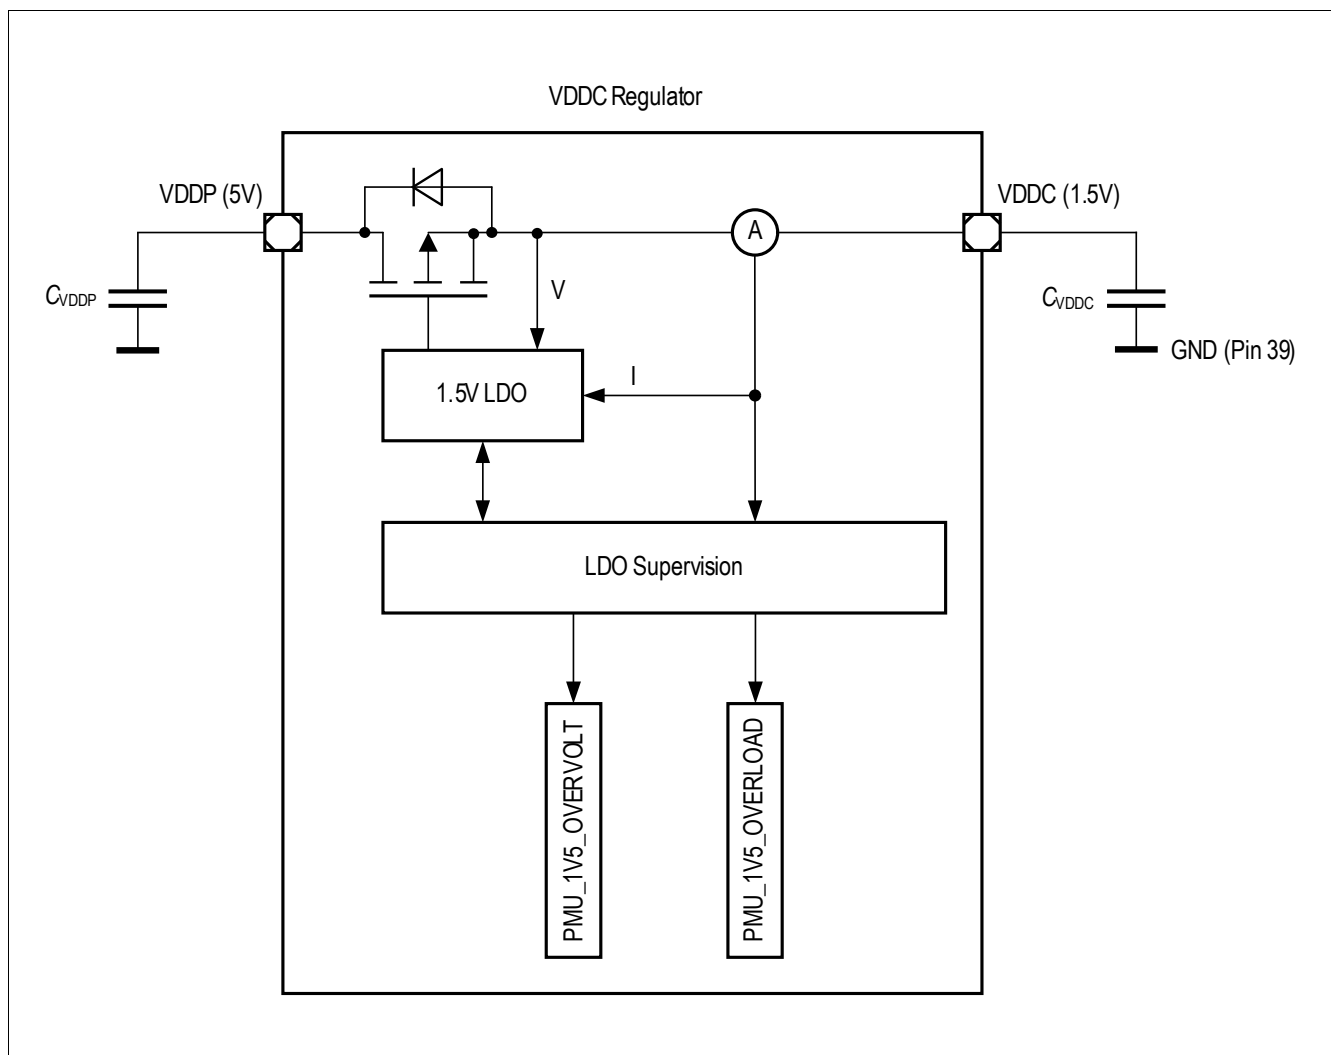 VDDC Regulator
VDDP (5V)
VDDC (1.5V)
A
CVDDP
V
CVDDC
GND (Pin 39)
I
1.5V LDO
LDO Supervision
PMU_1V5_OVERVOLT
PMU_1V5_OVERLOAD